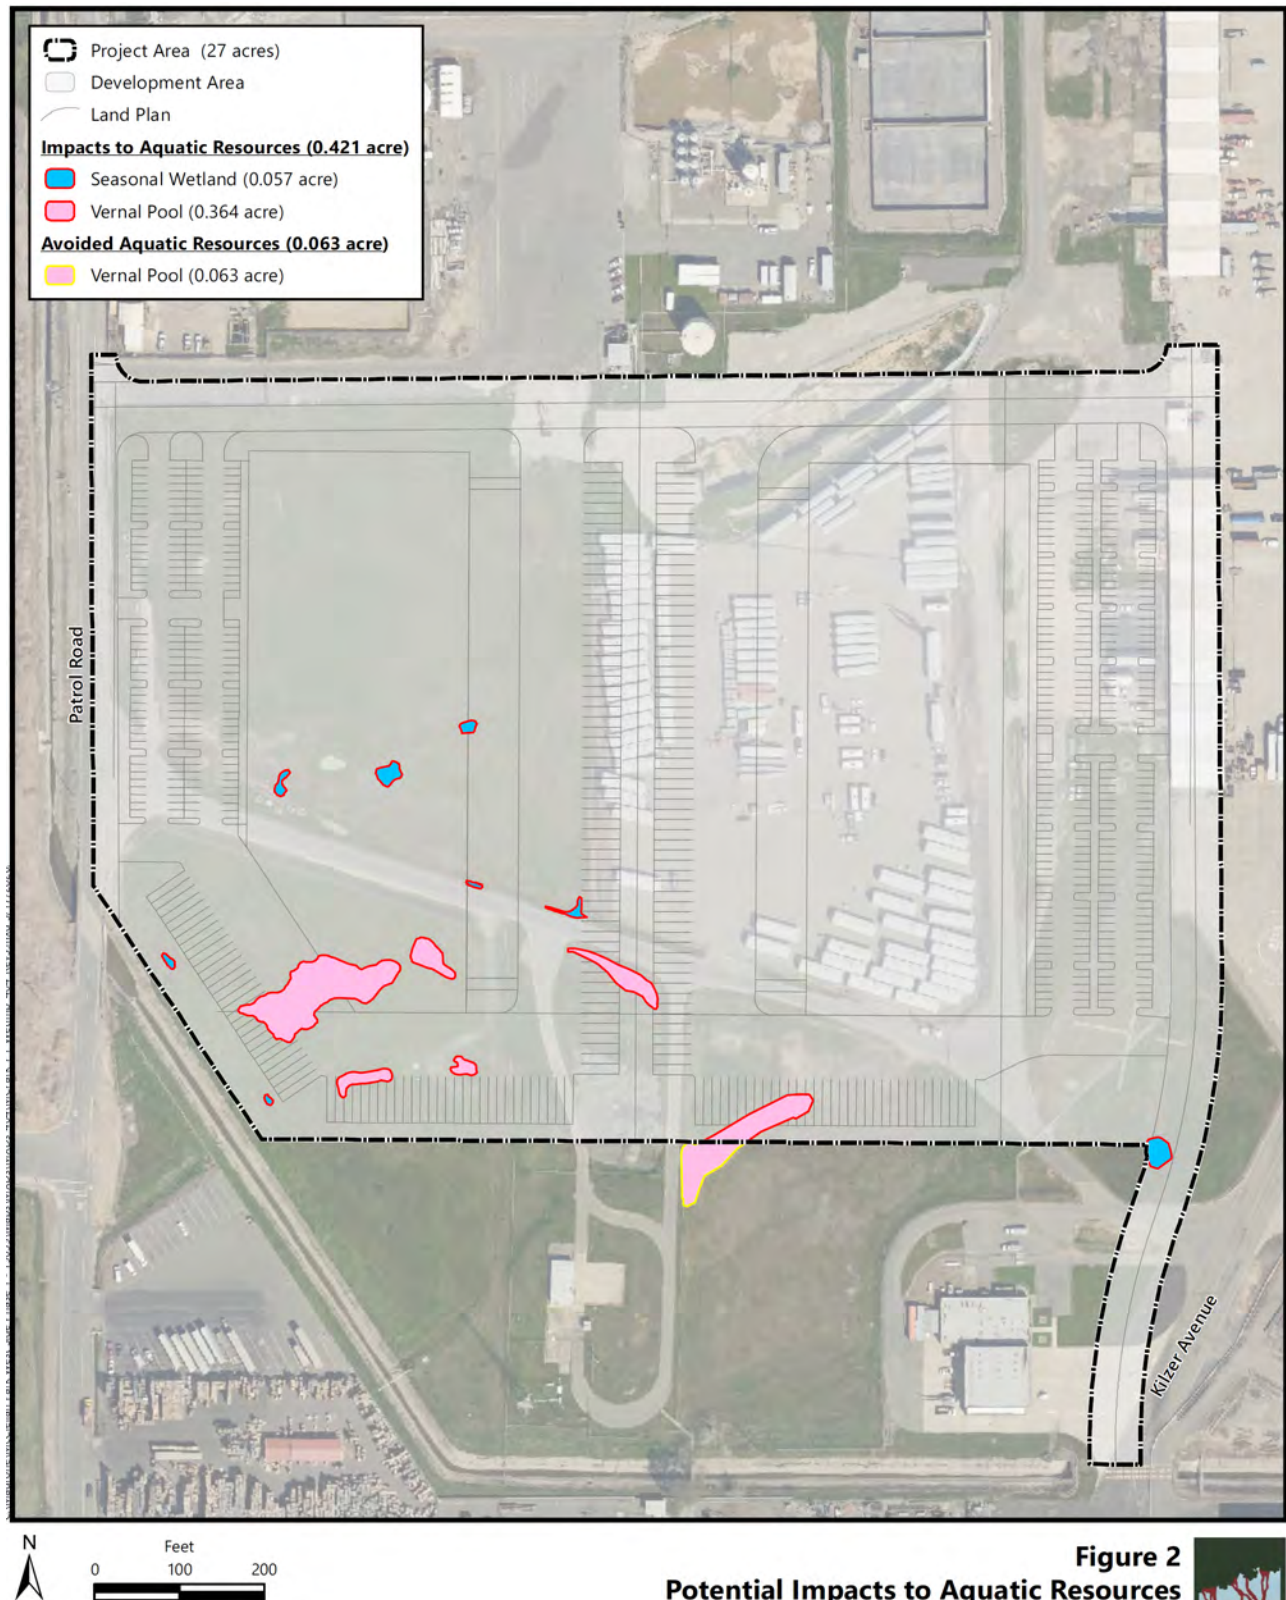 Project Area (27 acres)
Development Area
Land Plan
Impacts to Aquatic Resources (0.421 acre)
Seasonal Wetland (0.057 acre)
Vernal Pool (0.364 acre)
Avoided Aquatic Resources (0.063 acre)
Vernal Pool (0.063 acre)
Patrol Road
Kilzer Avenue
N
Feet
0 100 200
Figure 2
Potential Impacts to Aquatic Resources